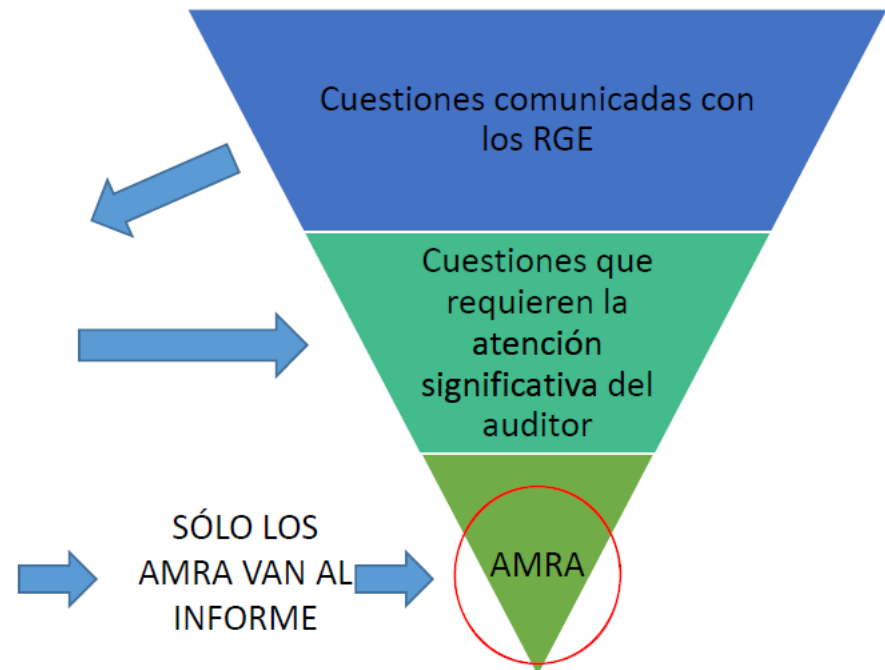 Cuestiones comunicadas con
los RGE
Cuestiones que
requieren la
atención
significativa del
auditor
SÓLO LOS
AMRA VAN AL
INFORME
AMRA